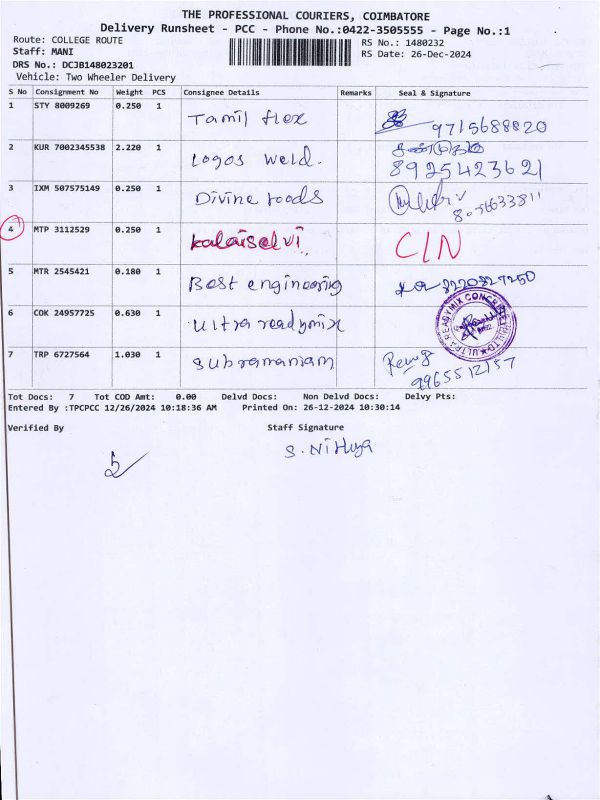 THE PROFESSIONAL COURIERS, COIMBATORE
Delivery Runsheet - PCC - Phone No.:0422-3505555 - Page No.:1
Route: COLLEGE ROUTE
RS No.: 1480232
Staff: MANI
RS Date: 26-Dec-2024
DRS No.: DCJB148023201
Vehicle: Two Wheeler Delivery
S No Consignment No Weight PCS Consignee Details Remarks Seal & Signature
1 STY 8009269 0.250 1 Tamil flex 9715688820
2 KUR 7002345538 2.220 1 Logos weld. 8925423621
3 IXM 507575149 0.250 1 Divine foods
4 MTP 3112529 0.250 1 kalaiselvi C/N
5 MTR 2545421 0.180 1 Best engineering 8220827250
6 COK 24957725 0.630 1 Ultra readymix
ULTRA READYMIX CONCRETE
7 TRP 6727564 1.030 1 Subramaniam 9965512157
Tot Docs: 7 Tot COD Amt: 0.00 Delvd Docs: Non Delvd Docs: Delvy Pts:
Entered By :TPCPCC 12/26/2024 10:18:36 AM Printed On: 26-12-2024 10:30:14
Verified By Staff Signature
S. Nithya